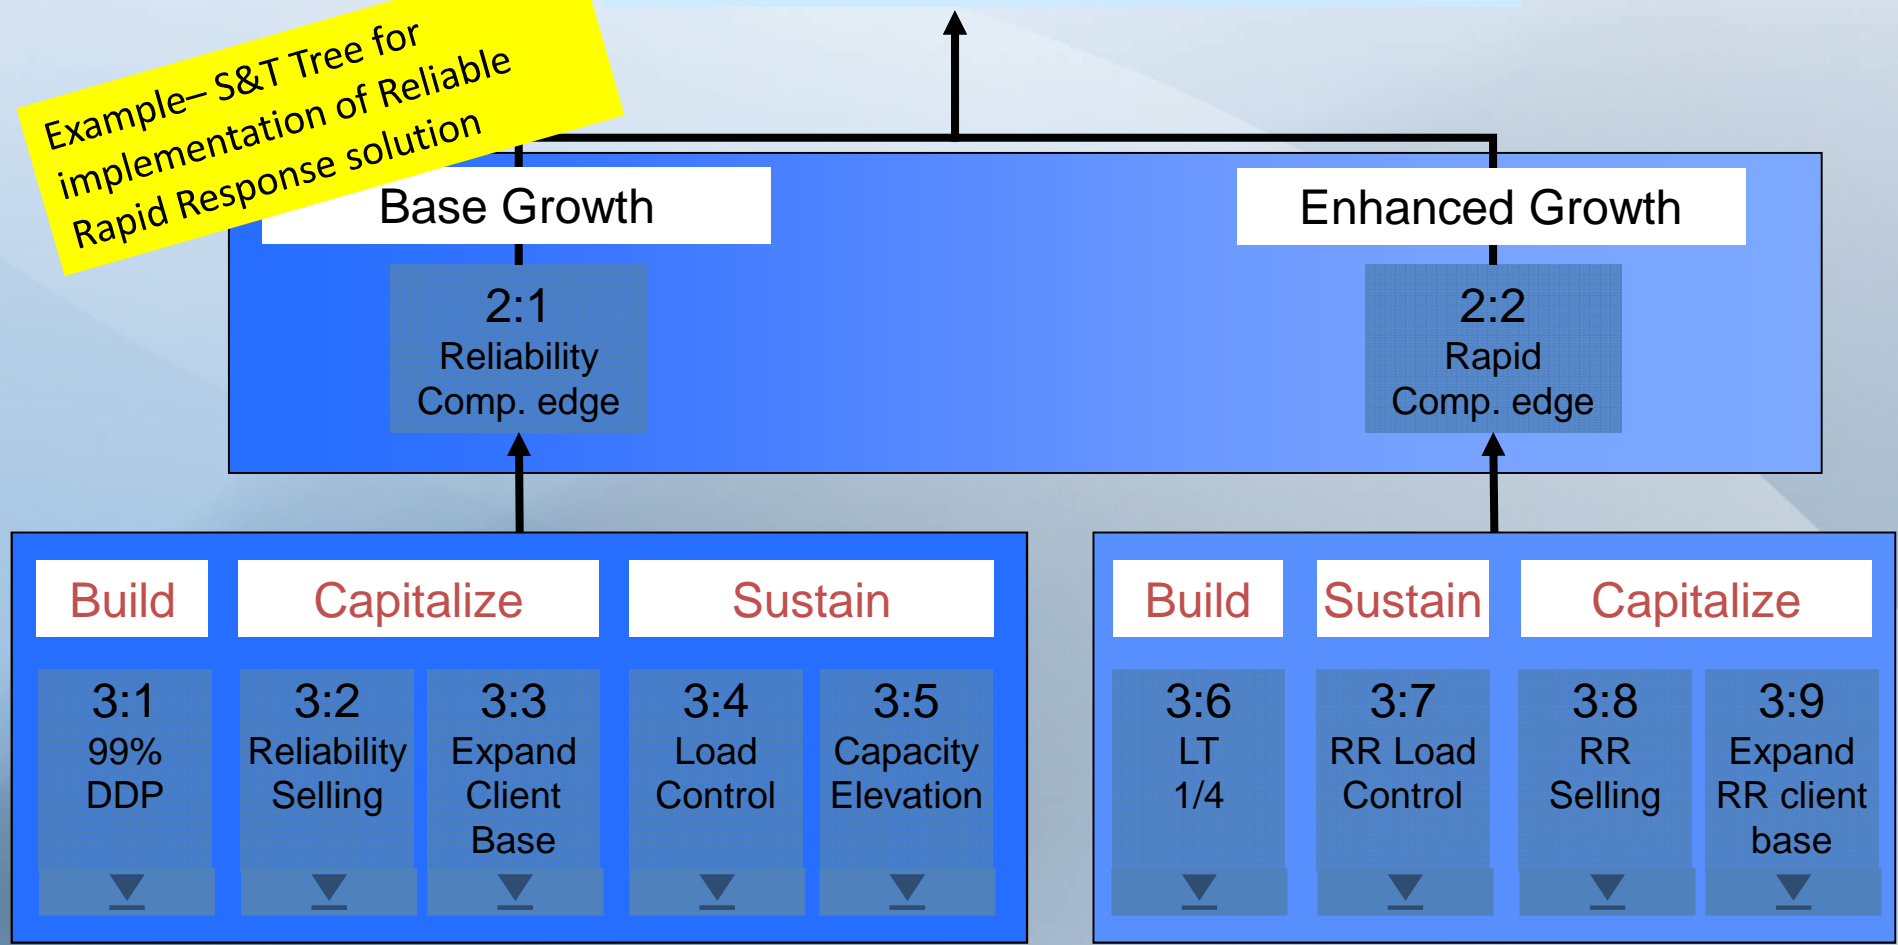 Example– S&T Tree for
implementation of Reliable
Rapid Response solution
Base Growth
Enhanced Growth
2:1
Reliability
Comp. edge
2:2
Rapid
Comp. edge
Build
Capitalize
Sustain
3:1
99%
DDP
3:2
Reliability
Selling
3:3
Expand
Client
Base
3:4
Load
Control
3:5
Capacity
Elevation
Build
Sustain
Capitalize
3:6
LT
1/4
3:7
RR Load
Control
3:8
RR
Selling
3:9
Expand
RR client
base